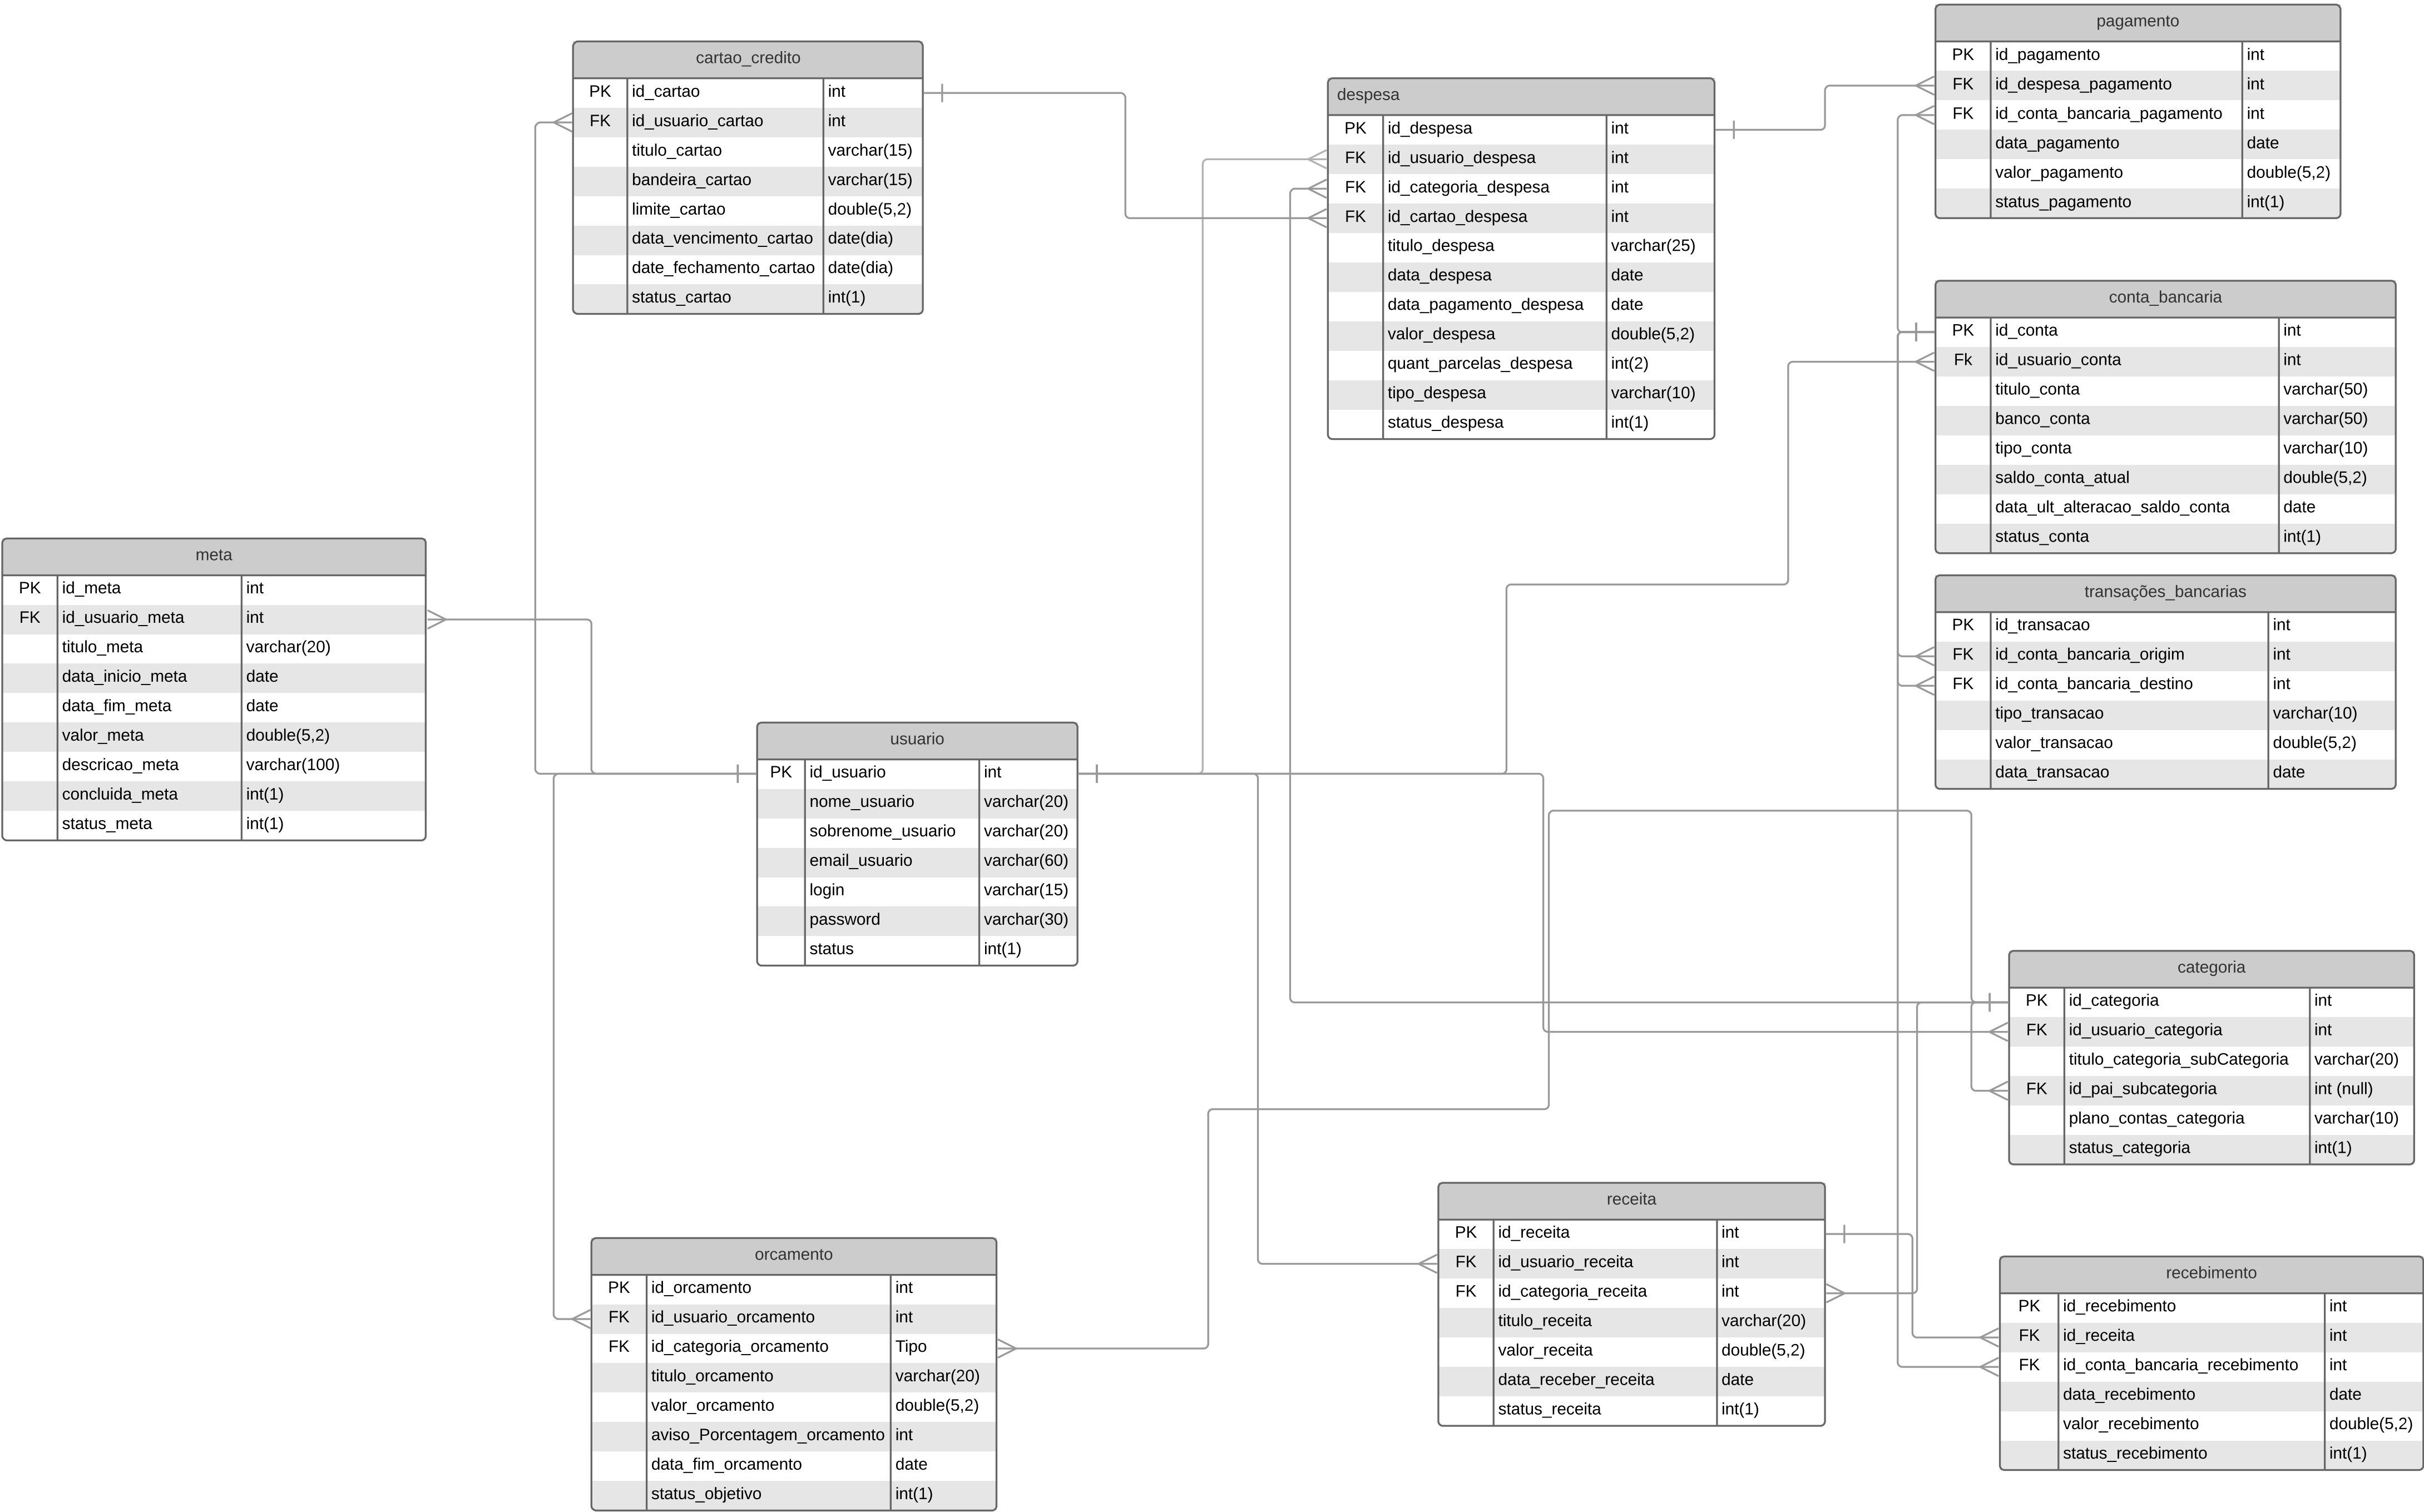 cartao_credito
PK id_cartao int
FK id_usuario_cartao int
titulo_cartao varchar(15)
bandeira_cartao varchar(15)
limite_cartao double(5,2)
data_vencimento_cartao date(dia)
date_fechamento_cartao date(dia)
status_cartao int(1)
despesa
PK id_despesa int
FK id_usuario_despesa int
FK id_categoria_despesa int
FK id_cartao_despesa int
titulo_despesa varchar(25)
data_despesa date
data_pagamento_despesa date
valor_despesa double(5,2)
quant_parcelas_despesa int(2)
tipo_despesa varchar(10)
status_despesa int(1)
pagamento
PK id_pagamento int
FK id_despesa_pagamento int
FK id_conta_bancaria_pagamento int
data_pagamento date
valor_pagamento double(5,2)
status_pagamento int(1)
conta_bancaria
PK id_conta int
Fk id_usuario_conta int
titulo_conta varchar(50)
banco_conta varchar(50)
tipo_conta varchar(10)
saldo_conta_atual double(5,2)
data_ult_alteracao_saldo_conta date
status_conta int(1)
meta
PK id_meta int
FK id_usuario_meta int
titulo_meta varchar(20)
data_inicio_meta date
data_fim_meta date
valor_meta double(5,2)
descricao_meta varchar(100)
concluida_meta int(1)
status_meta int(1)
transações_bancarias
PK id_transacao int
FK id_conta_bancaria_origim int
FK id_conta_bancaria_destino int
tipo_transacao varchar(10)
valor_transacao double(5,2)
data_transacao date
usuario
PK id_usuario int
nome_usuario varchar(20)
sobrenome_usuario varchar(20)
email_usuario varchar(60)
login varchar(15)
password varchar(30)
status int(1)
categoria
PK id_categoria int
FK id_usuario_categoria int
titulo_categoria_subCategoria varchar(20)
FK id_pai_subcategoria int (null)
plano_contas_categoria varchar(10)
status_categoria int(1)
orcamento
PK id_orcamento int
FK id_usuario_orcamento int
FK id_categoria_orcamento Tipo
titulo_orcamento varchar(20)
valor_orcamento double(5,2)
aviso_Porcentagem_orcamento int
data_fim_orcamento date
status_objetivo int(1)
receita
PK id_receita int
FK id_usuario_receita int
FK id_categoria_receita int
titulo_receita varchar(20)
valor_receita double(5,2)
data_receber_receita date
status_receita int(1)
recebimento
PK id_recebimento int
FK id_receita int
FK id_conta_bancaria_recebimento int
data_recebimento date
valor_recebimento double(5,2)
status_recebimento int(1)